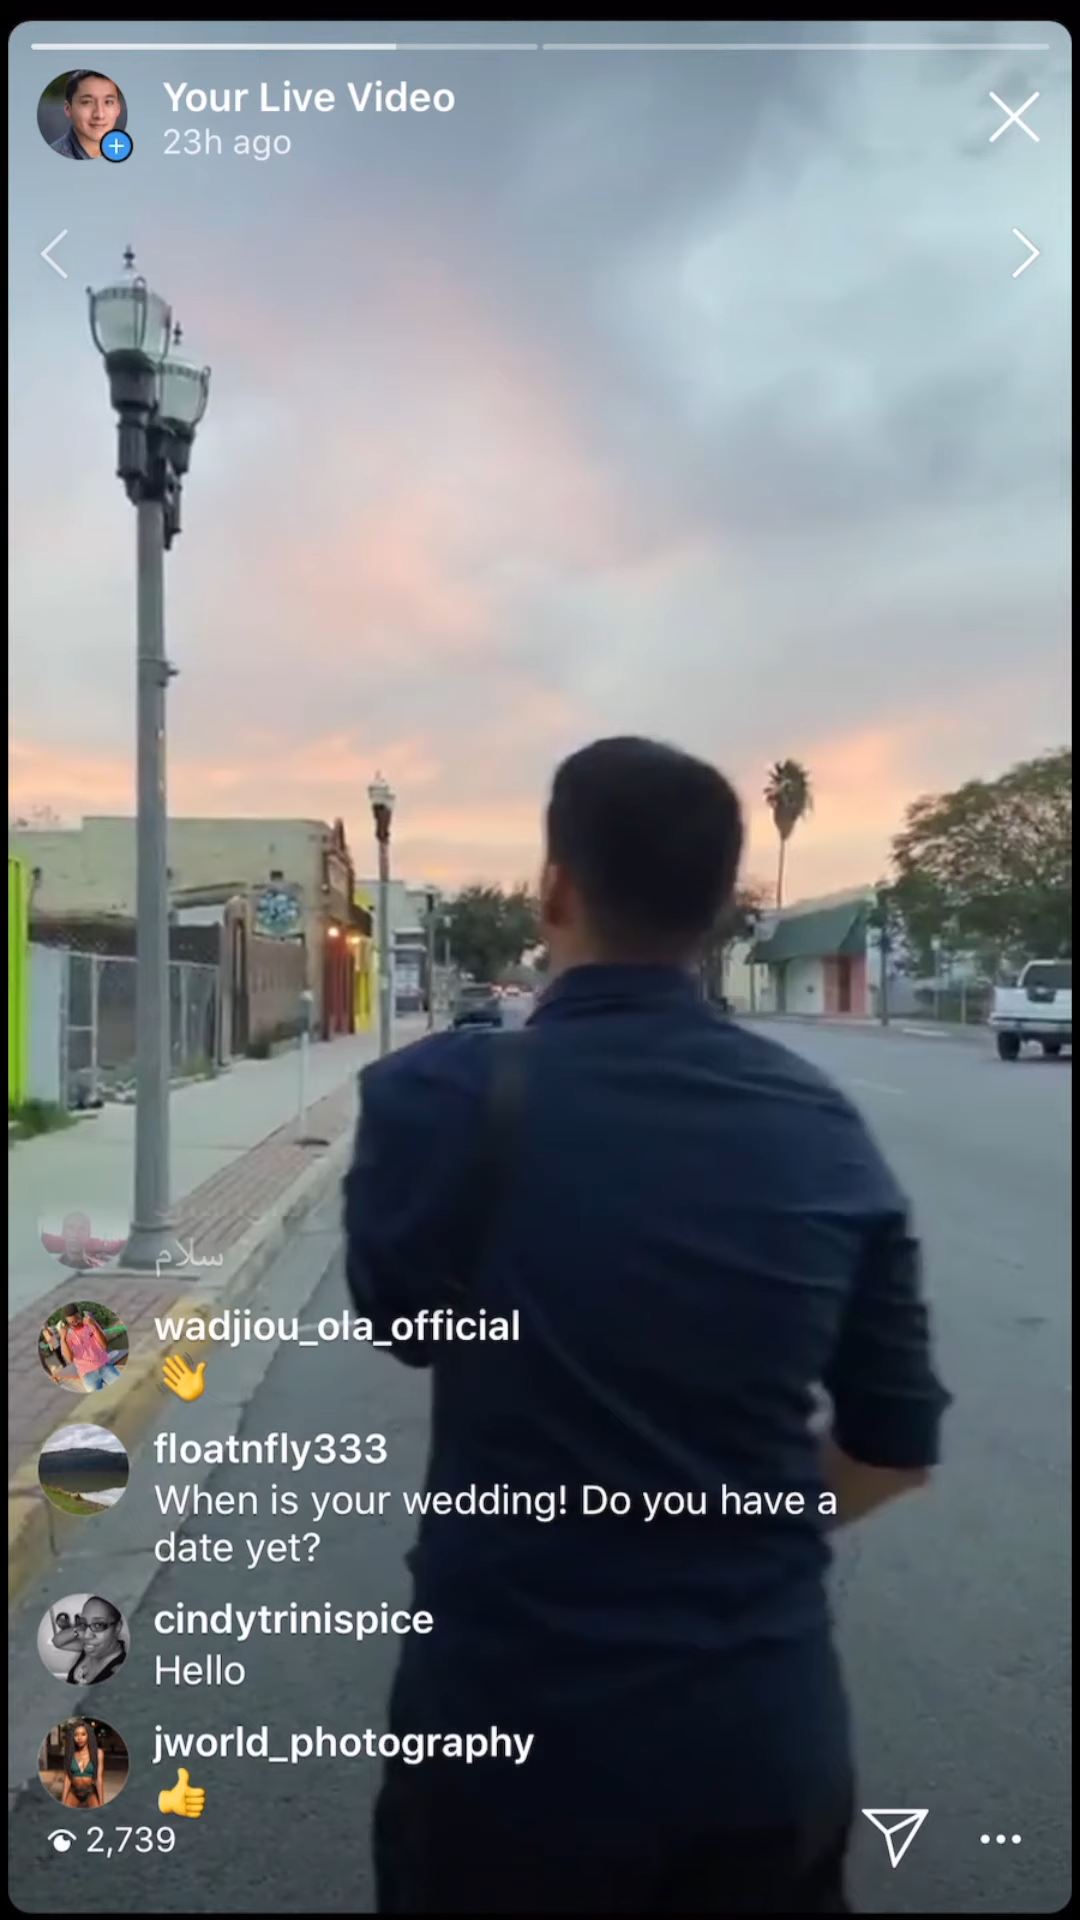 Your Live Video
23h ago
سلام
wadjiou_ola_official
👋
floatnfly333
When is your wedding! Do you have a
date yet?
cindytrinispice
Hello
jworld_photography
👍
2,739